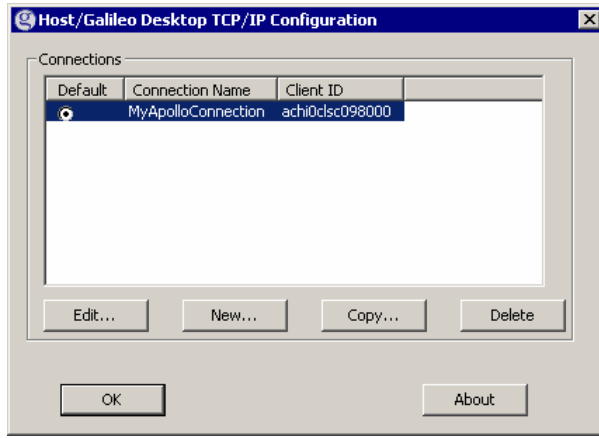 Host/Galileo Desktop TCP/IP Configuration
Connections
Default Connection Name Client ID
MyApolloConnection achi0clsc098000
Edit... New... Copy... Delete
OK About